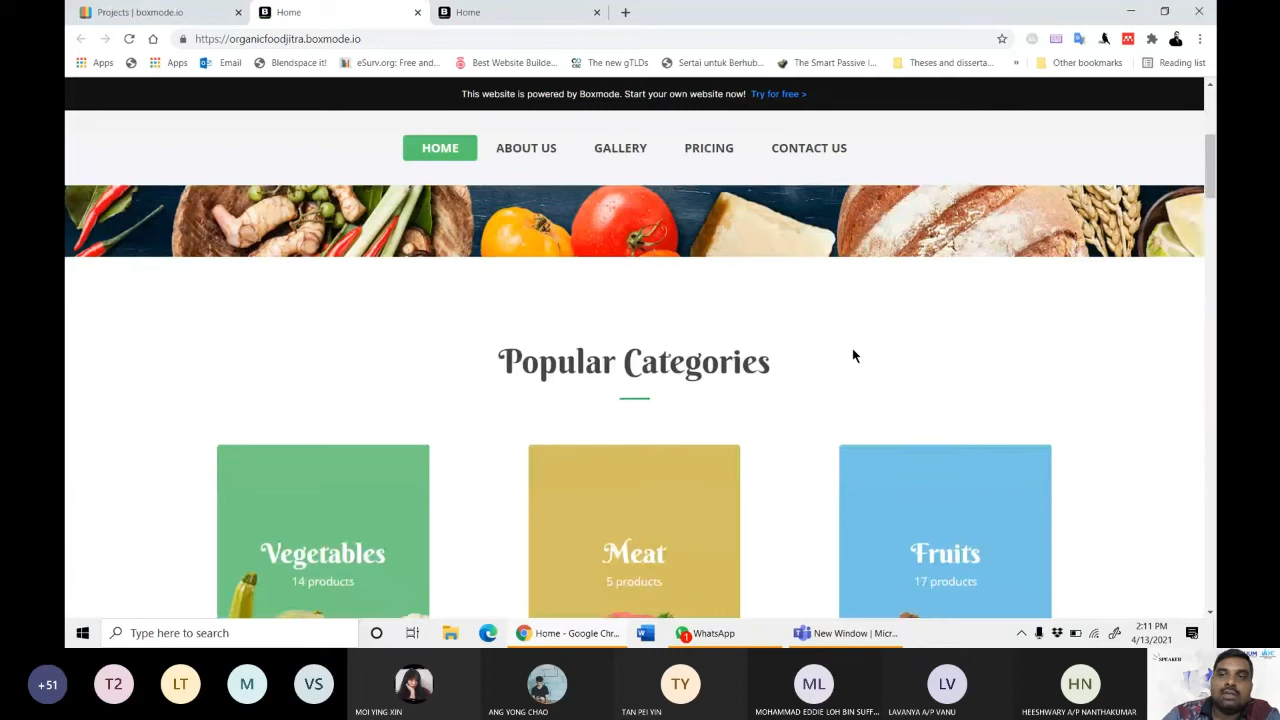 Projects | boxmode.io
Home
Home
https://organicfoodjitra.boxmode.io
Apps
Apps
Email
Blendspace it!
eSurv.org: Free and...
Best Website Builde...
The new gTLDs
Sertai untuk Berhub...
The Smart Passive I...
Theses and disserta...
»
Other bookmarks
Reading list
This website is powered by Boxmode. Start your own website now! Try for free >
HOME
ABOUT US
GALLERY
PRICING
CONTACT US
Popular Categories
Vegetables
14 products
Meat
5 products
Fruits
17 products
Type here to search
Home - Google Chr...
WhatsApp
1
New Window | Micr...
2:11 PM
4/13/2021
+51
T2
LT
M
VS
MOI YING XIN
ANG YONG CHAO
TY
TAN PEI YIN
ML
MOHAMMAD EDDIE LOH BIN SUFF...
LV
LAVANYA A/P VANU
HN
HEESHWARY A/P NANTHAKUMAR
SPEAKER